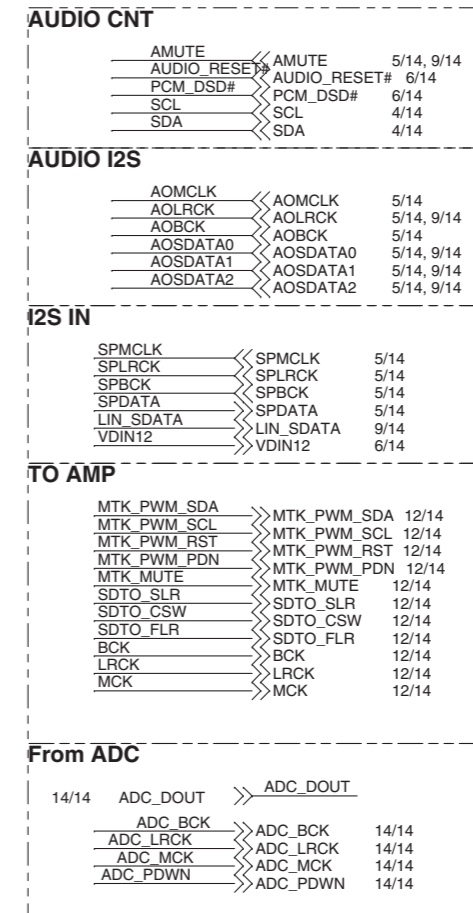 AUDIO CNT
AMUTE AMUTE 5/14, 9/14
AUDIO_RESET# AUDIO_RESET# 6/14
PCM_DSD# PCM_DSD# 6/14
SCL SCL 4/14
SDA SDA 4/14
AUDIO I2S
AOMCLK AOMCLK 5/14
AOLRCK AOLRCK 5/14, 9/14
AOBCK AOBCK 5/14
AOSDATA0 AOSDATA0 5/14, 9/14
AOSDATA1 AOSDATA1 5/14, 9/14
AOSDATA2 AOSDATA2 5/14, 9/14
I2S IN
SPMCLK SPMCLK 5/14
SPLRCK SPLRCK 5/14
SPBCK SPBCK 5/14
SPDATA SPDATA 5/14
LIN_SDATA LIN_SDATA 9/14
VDIN12 VDIN12 6/14
TO AMP
MTK_PWM_SDA MTK_PWM_SDA 12/14
MTK_PWM_SCL MTK_PWM_SCL 12/14
MTK_PWM_RST MTK_PWM_RST 12/14
MTK_PWM_PDN MTK_PWM_PDN 12/14
MTK_MUTE MTK_MUTE 12/14
SDTO_SLR SDTO_SLR 12/14
SDTO_CSW SDTO_CSW 12/14
SDTO_FLR SDTO_FLR 12/14
BCK BCK 12/14
LRCK LRCK 12/14
MCK MCK 12/14
From ADC
14/14 ADC_DOUT ADC_DOUT
ADC_BCK ADC_BCK 14/14
ADC_LRCK ADC_LRCK 14/14
ADC_MCK ADC_MCK 14/14
ADC_PDWN ADC_PDWN 14/14